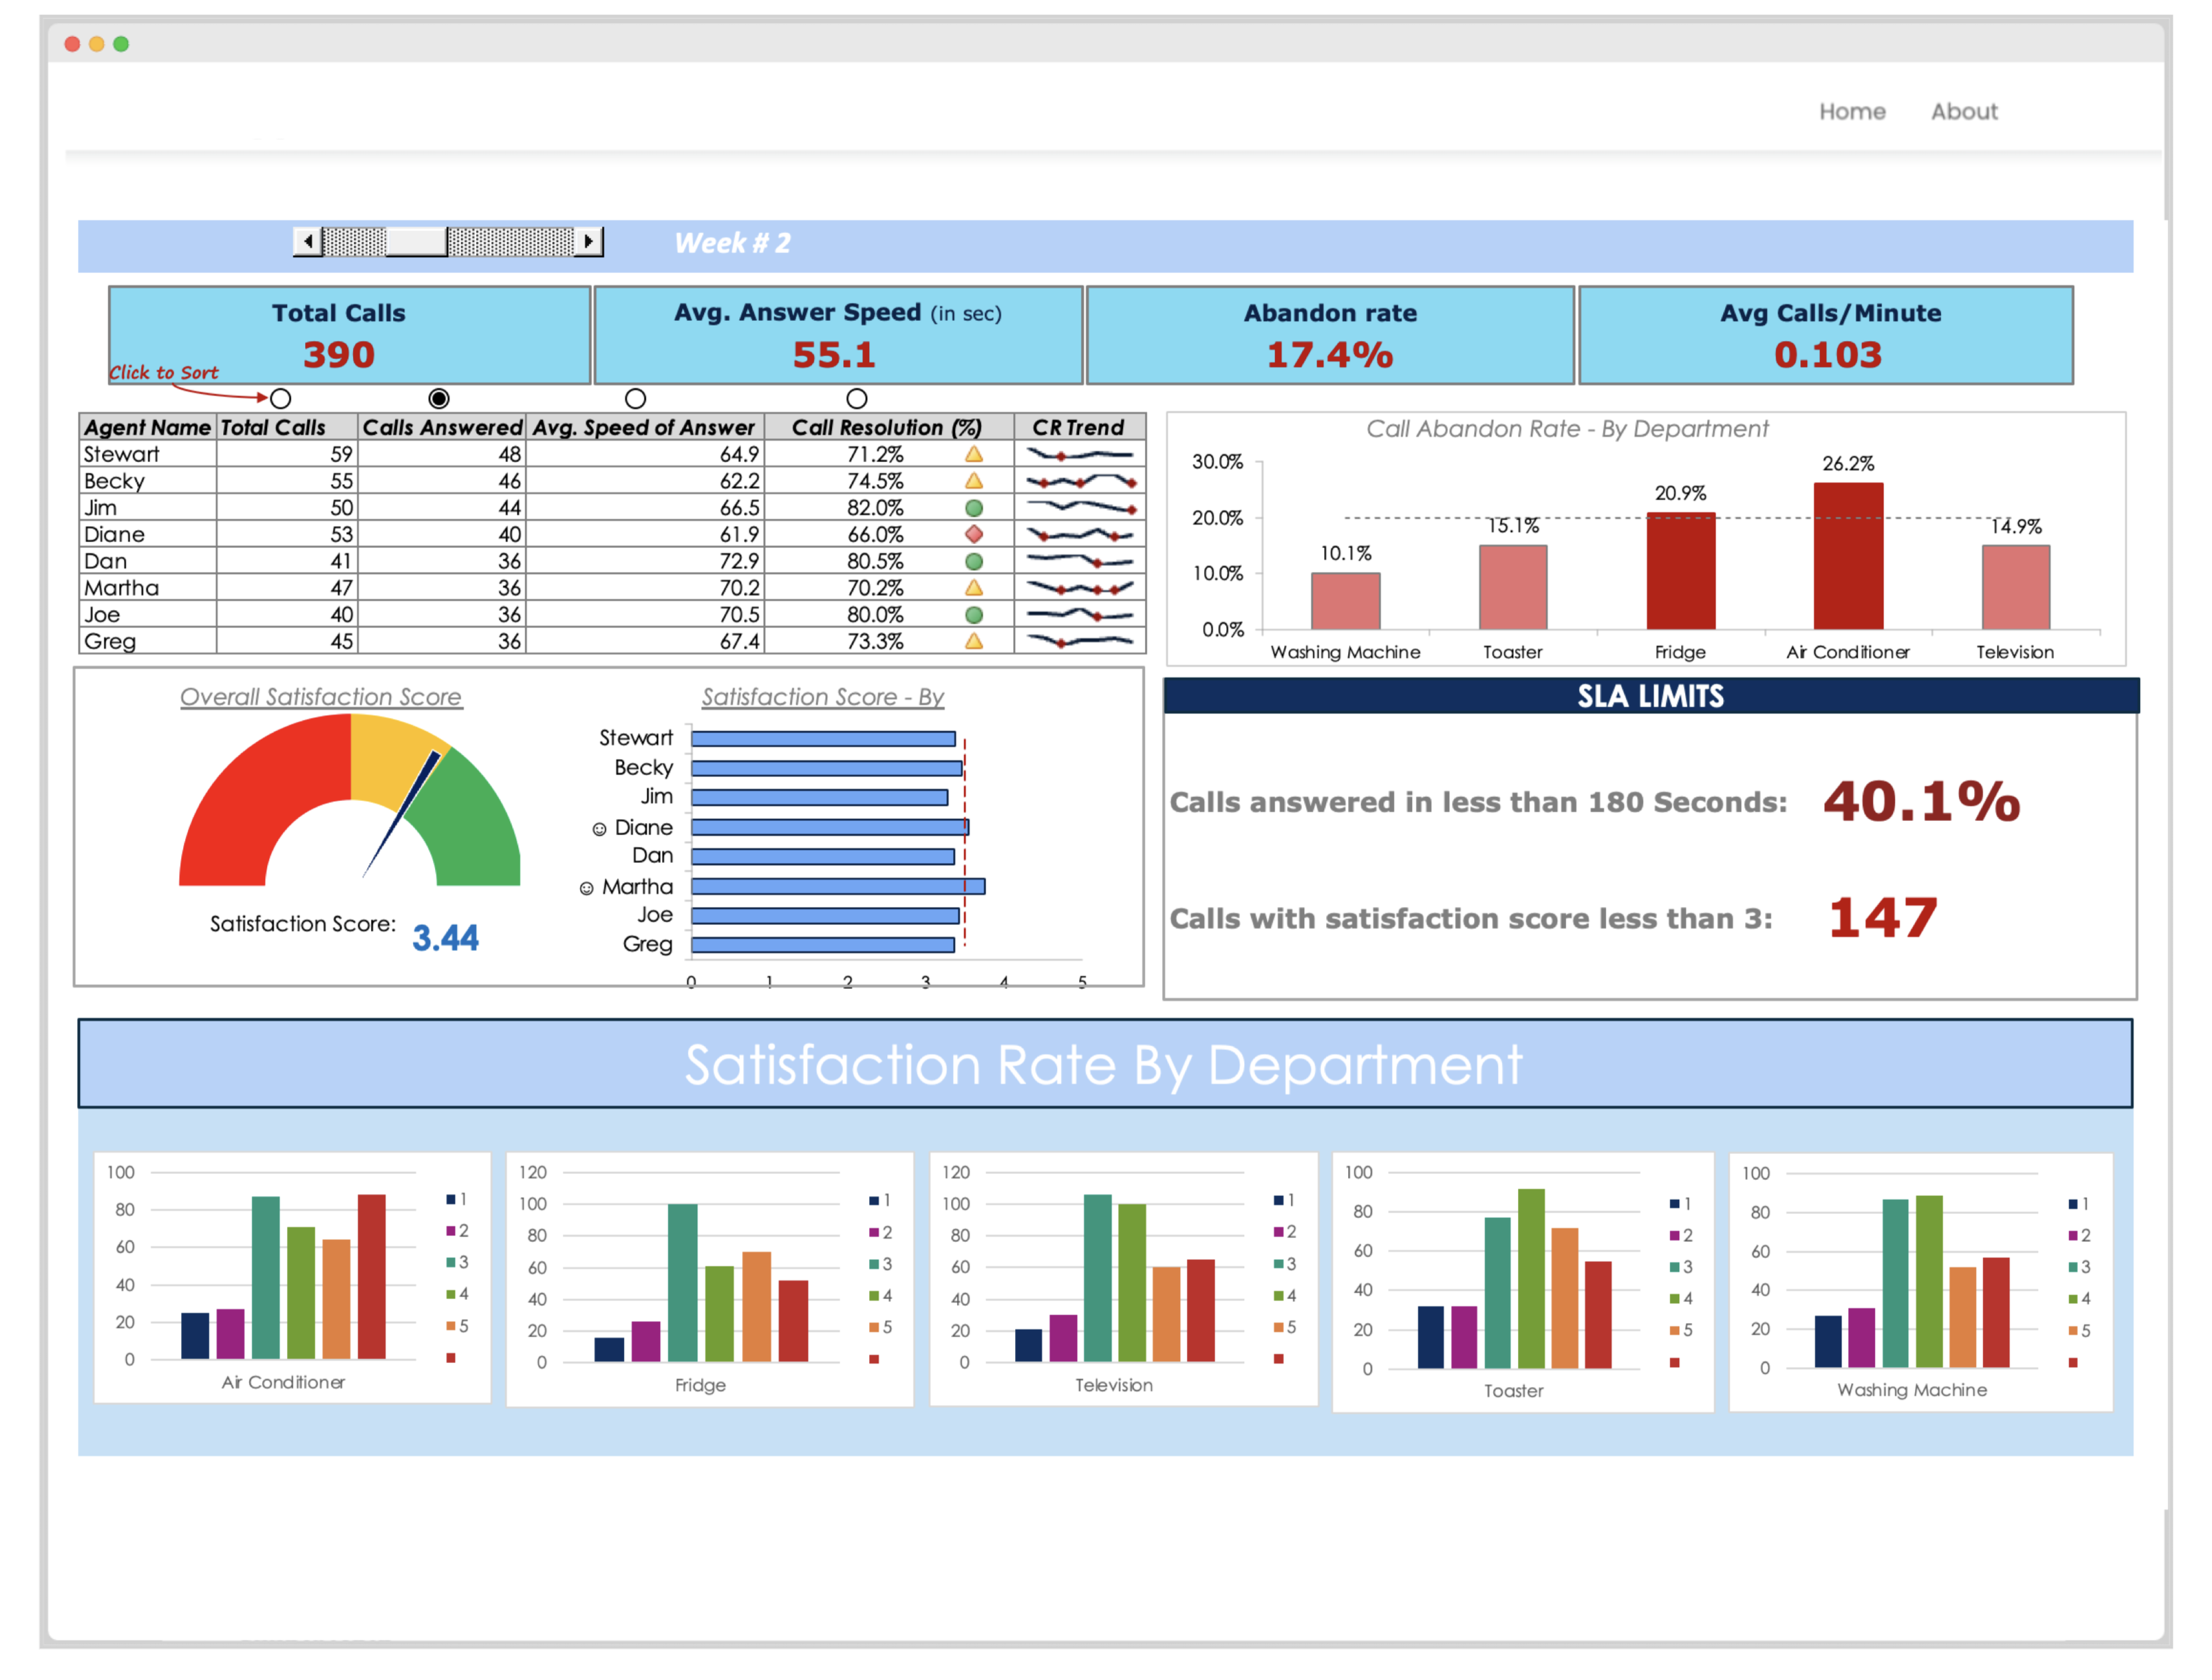 Home About
Week # 2
Total Calls
390
Avg. Answer Speed (in sec)
55.1
Abandon rate
17.4%
Avg Calls/Minute
0.103
Click to Sort
Agent Name Total Calls Calls Answered Avg. Speed of Answer Call Resolution (%) CR Trend
Stewart 59 48 64.9 71.2%
Becky 55 46 62.2 74.5%
Jim 50 44 66.5 82.0%
Diane 53 40 61.9 66.0%
Dan 41 36 72.9 80.5%
Martha 47 36 70.2 70.2%
Joe 40 36 70.5 80.0%
Greg 45 36 67.4 73.3%
Call Abandon Rate - By Department
30.0%
20.0%
10.0%
0.0%
10.1% 15.1% 20.9% 26.2% 14.9%
Washing Machine Toaster Fridge Air Conditioner Television
Overall Satisfaction Score
Satisfaction Score: 3.44
Satisfaction Score - By
Stewart
Becky
Jim
☺ Diane
Dan
☺ Martha
Joe
Greg
0 1 2 3 4 5
SLA LIMITS
Calls answered in less than 180 Seconds: 40.1%
Calls with satisfaction score less than 3: 147
Satisfaction Rate By Department
100
80
60
40
20
0
Air Conditioner
1
2
3
4
5
120
100
80
60
40
20
0
Fridge
1
2
3
4
5
120
100
80
60
40
20
0
Television
1
2
3
4
5
100
80
60
40
20
0
Toaster
1
2
3
4
5
100
80
60
40
20
0
Washing Machine
1
2
3
4
5